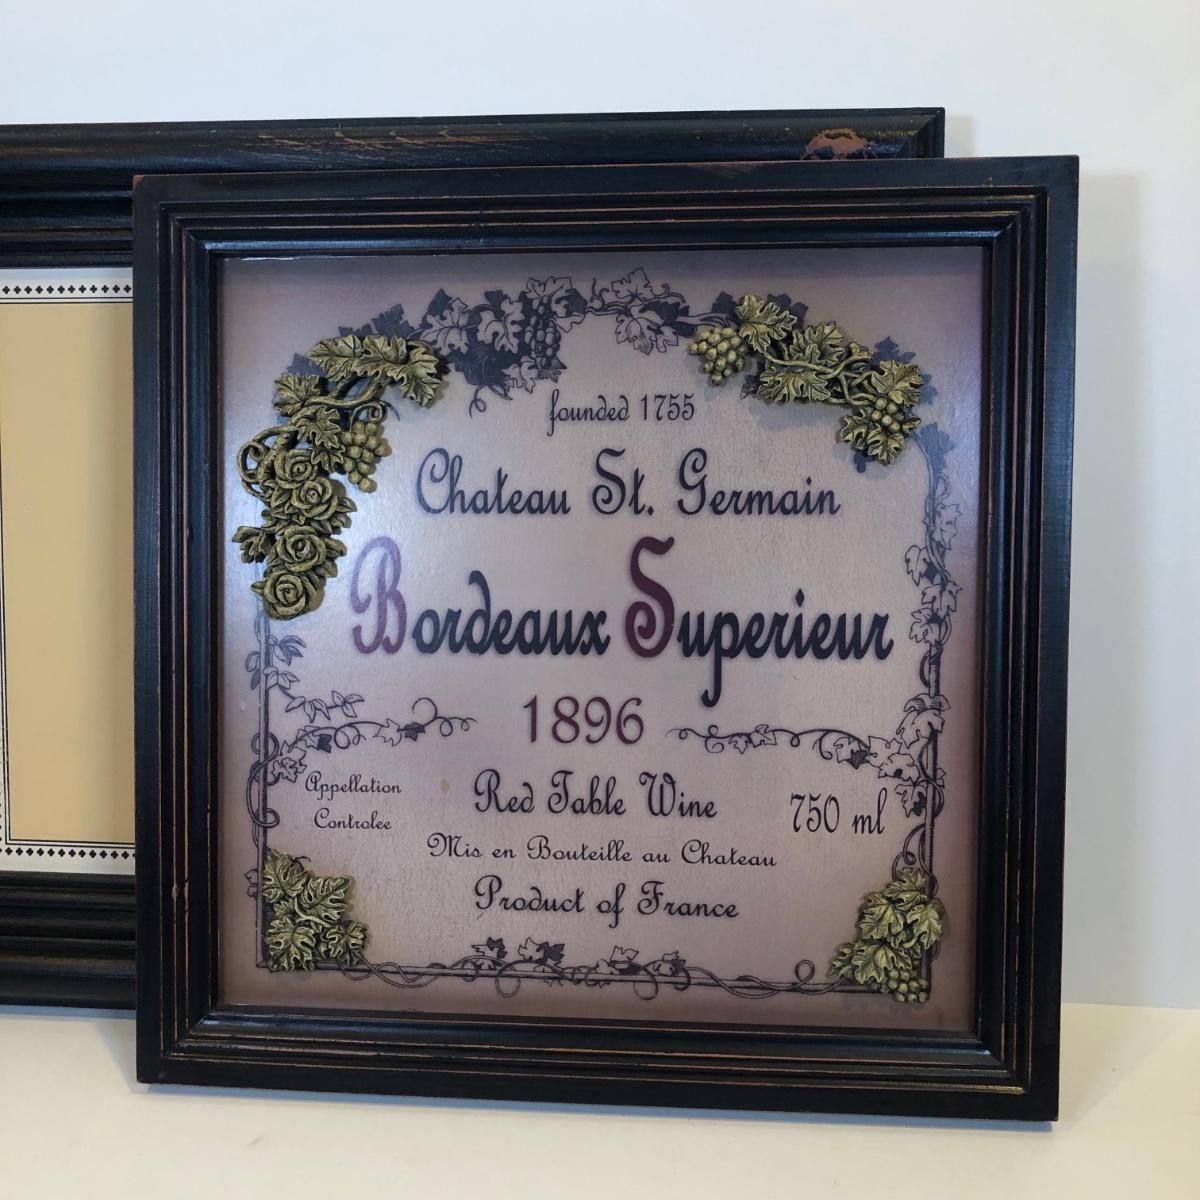 founded 1755
Chateau St. Germain
Bordeaux Superieur
1896
Appellation
Controlee
Red Table Wine
750 ml
Mis en Bouteille au Chateau
Product of France